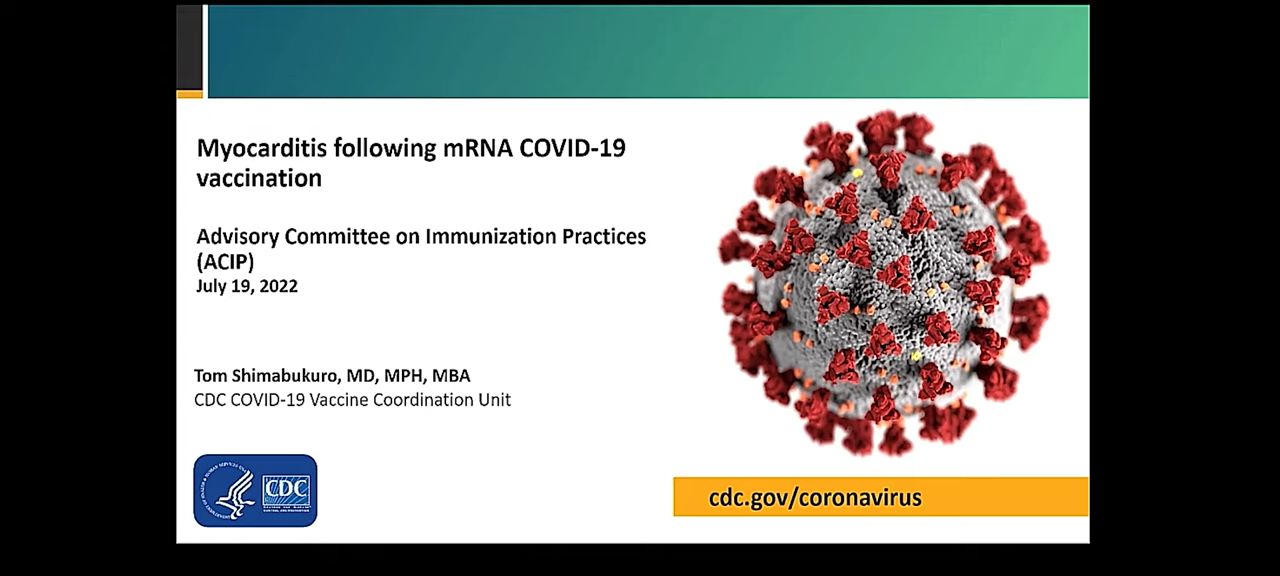 Myocarditis following mRNA COVID-19
vaccination
Advisory Committee on Immunization Practices
(ACIP)
July 19, 2022
Tom Shimabukuro, MD, MPH, MBA
CDC COVID-19 Vaccine Coordination Unit
CDC
cdc.gov/coronavirus